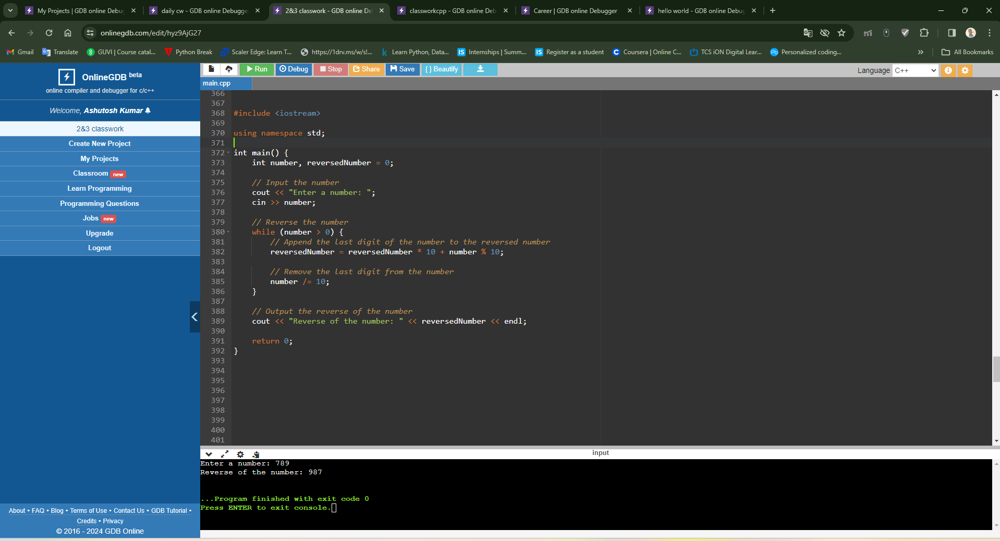 My Projects | GDB online Debug
daily cw - GDB online Debugge
2&3 classwork - GDB online De
classworkcpp - GDB online Deb
Career | GDB online Debugger
hello world - GDB online Debug
onlinegdb.com/edit/hyz9AjG27
Gmail
Translate
GUVI | Course catal...
Python Break
Scaler Edge: Learn T...
https://1drv.ms/w/s!...
Learn Python, Data...
Internships | Summ...
Register as a student
Coursera | Online C...
TCS iON Digital Lear...
Personalized coding...
All Bookmarks
OnlineGDB beta
online compiler and debugger for c/c++
Welcome, Ashutosh Kumar
2&3 classwork
Create New Project
My Projects
Classroom new
Learn Programming
Programming Questions
Jobs new
Upgrade
Logout
About • FAQ • Blog • Terms of Use • Contact Us • GDB Tutorial •
Credits • Privacy
© 2016 - 2024 GDB Online
Run Debug Stop Share Save { } Beautify
Language C++
main.cpp
366
367
368 #include <iostream>
369
370 using namespace std;
371
372 int main() {
373     int number, reversedNumber = 0;
374
375     // Input the number
376     cout << "Enter a number: ";
377     cin >> number;
378
379     // Reverse the number
380     while (number > 0) {
381         // Append the last digit of the number to the reversed number
382         reversedNumber = reversedNumber * 10 + number % 10;
383
384         // Remove the last digit from the number
385         number /= 10;
386     }
387
388     // Output the reverse of the number
389     cout << "Reverse of the number: " << reversedNumber << endl;
390
391     return 0;
392 }
393
394
395
396
397
398
399
400
401
input
Enter a number: 789
Reverse of the number: 987
...Program finished with exit code 0
Press ENTER to exit console.